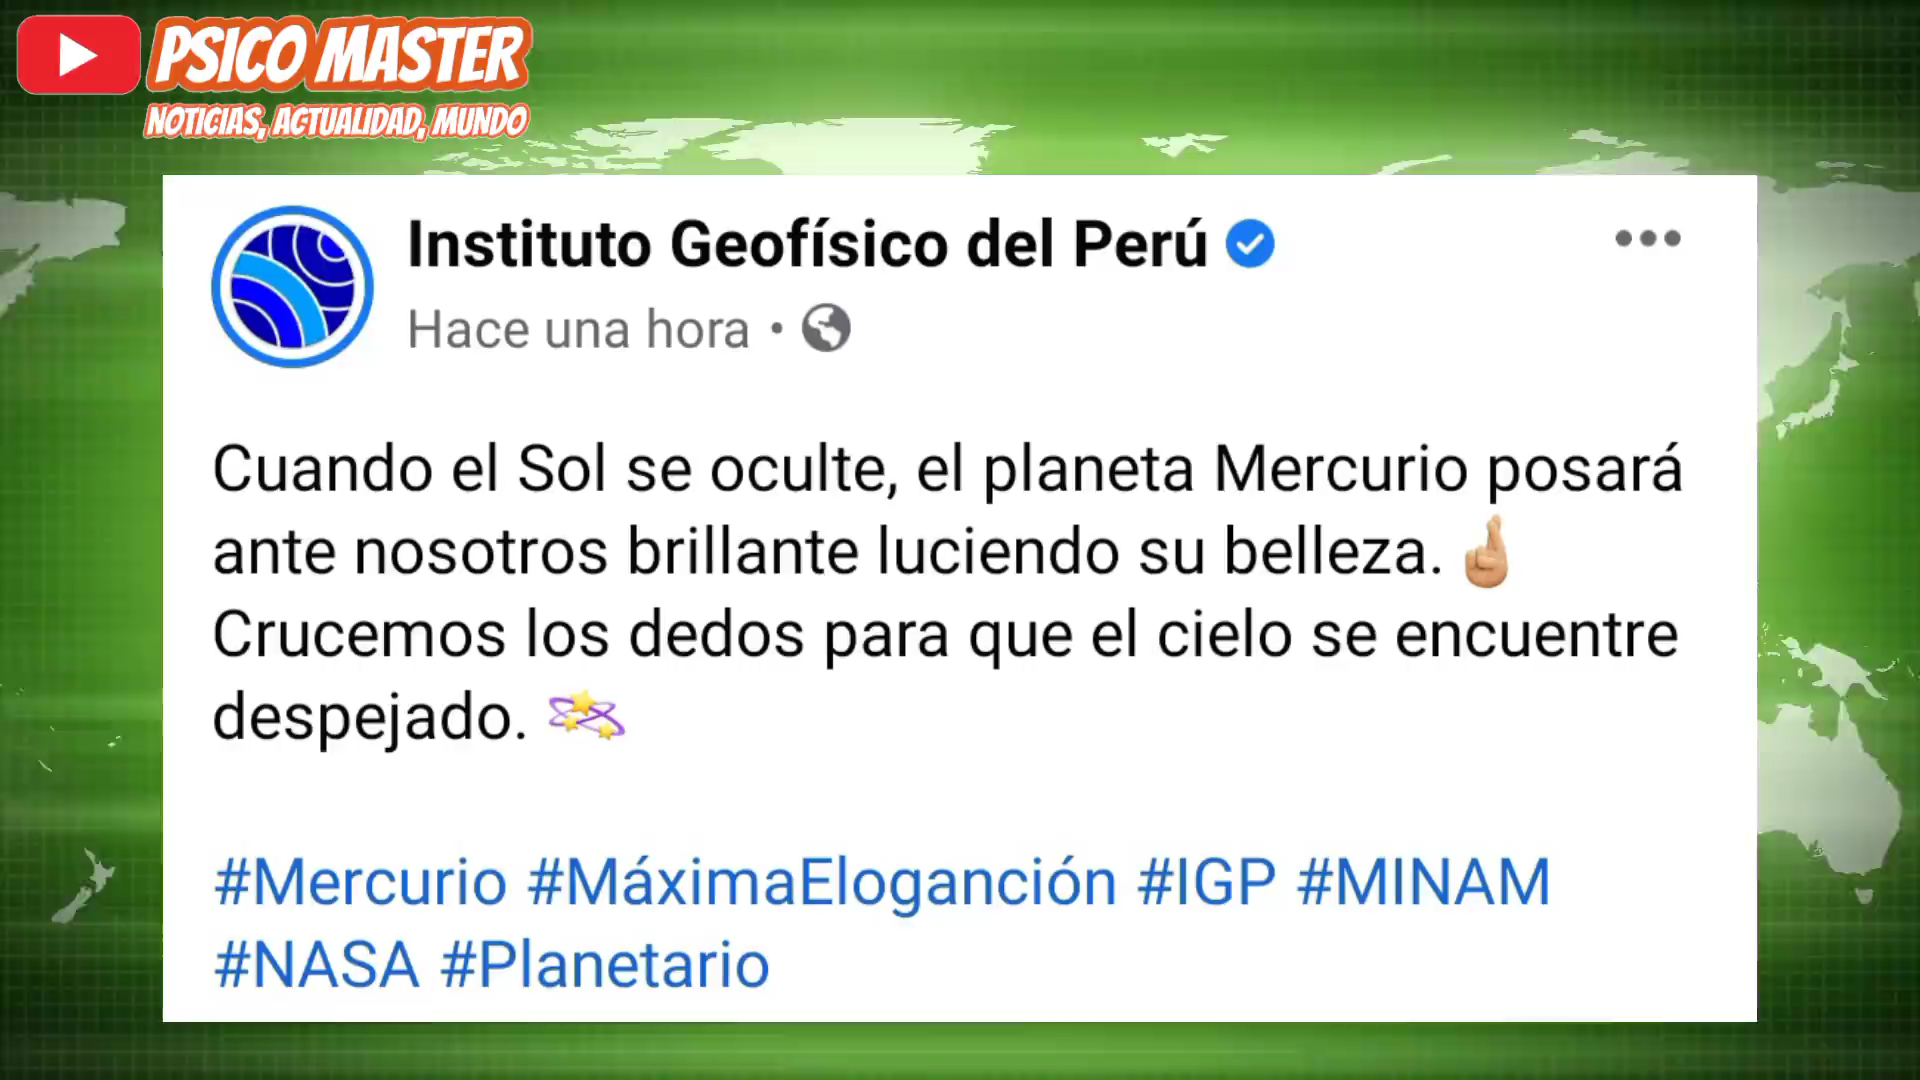 PSICO MASTER
NOTICIAS, ACTUALIDAD, MUNDO
Instituto Geofísico del Perú
Hace una hora ·
Cuando el Sol se oculte, el planeta Mercurio posará
ante nosotros brillante luciendo su belleza. 🤞🏼
Crucemos los dedos para que el cielo se encuentre
despejado. 💫
#Mercurio #MáximaEloganción #IGP #MINAM
#NASA #Planetario